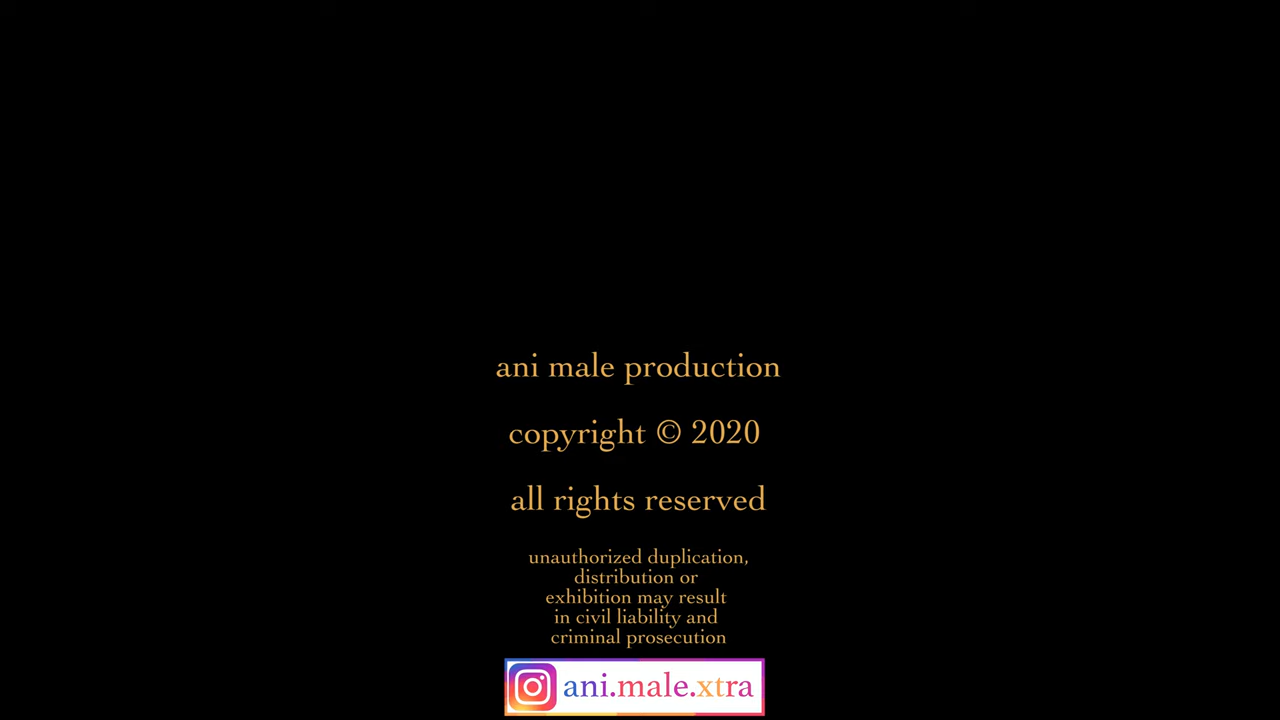 ani male production
copyright © 2020
all rights reserved
unauthorized duplication,
distribution or
exhibition may result
in civil liability and
criminal prosecution
ani.male.xtra